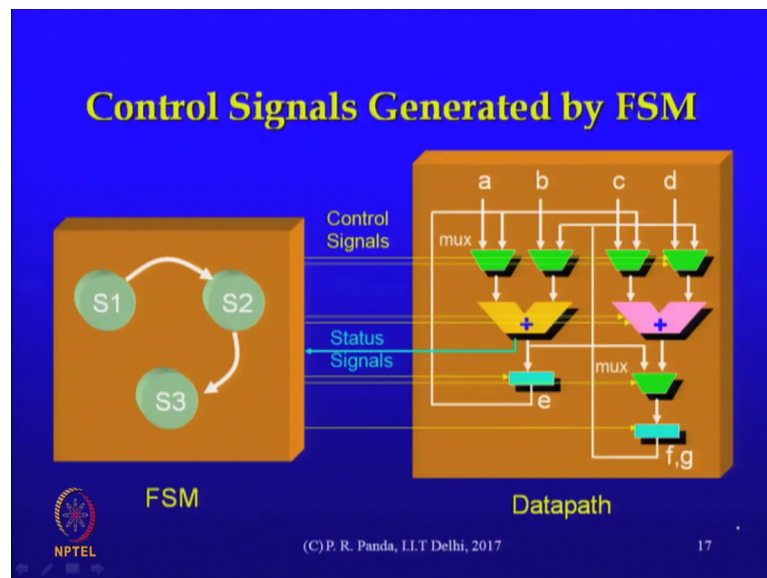 Control Signals Generated by FSM
Control
Signals
a b c d
mux
S1
S2
S3
+
+
Status
Signals
mux
e
f,g
FSM
Datapath
NPTEL
(C) P. R. Panda, I.I.T Delhi, 2017
17